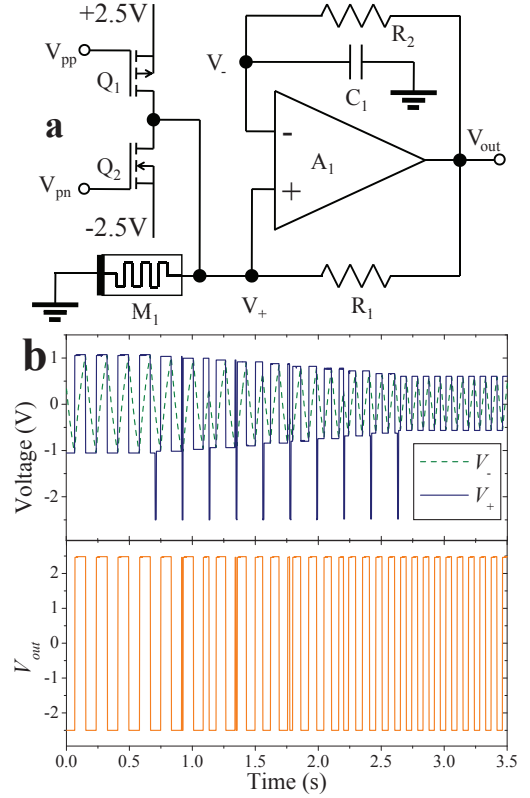 +2.5V
V_pp
Q_1
a
V_pn
Q_2
-2.5V
M_1
R_2
V_-
C_1
-
A_1
+
V_out
V_+
R_1
b
Voltage (V)
1
0
-1
-2
V_-
V_+
V_out
2
1
0
-1
-2
0.0 0.5 1.0 1.5 2.0 2.5 3.0 3.5
Time (s)